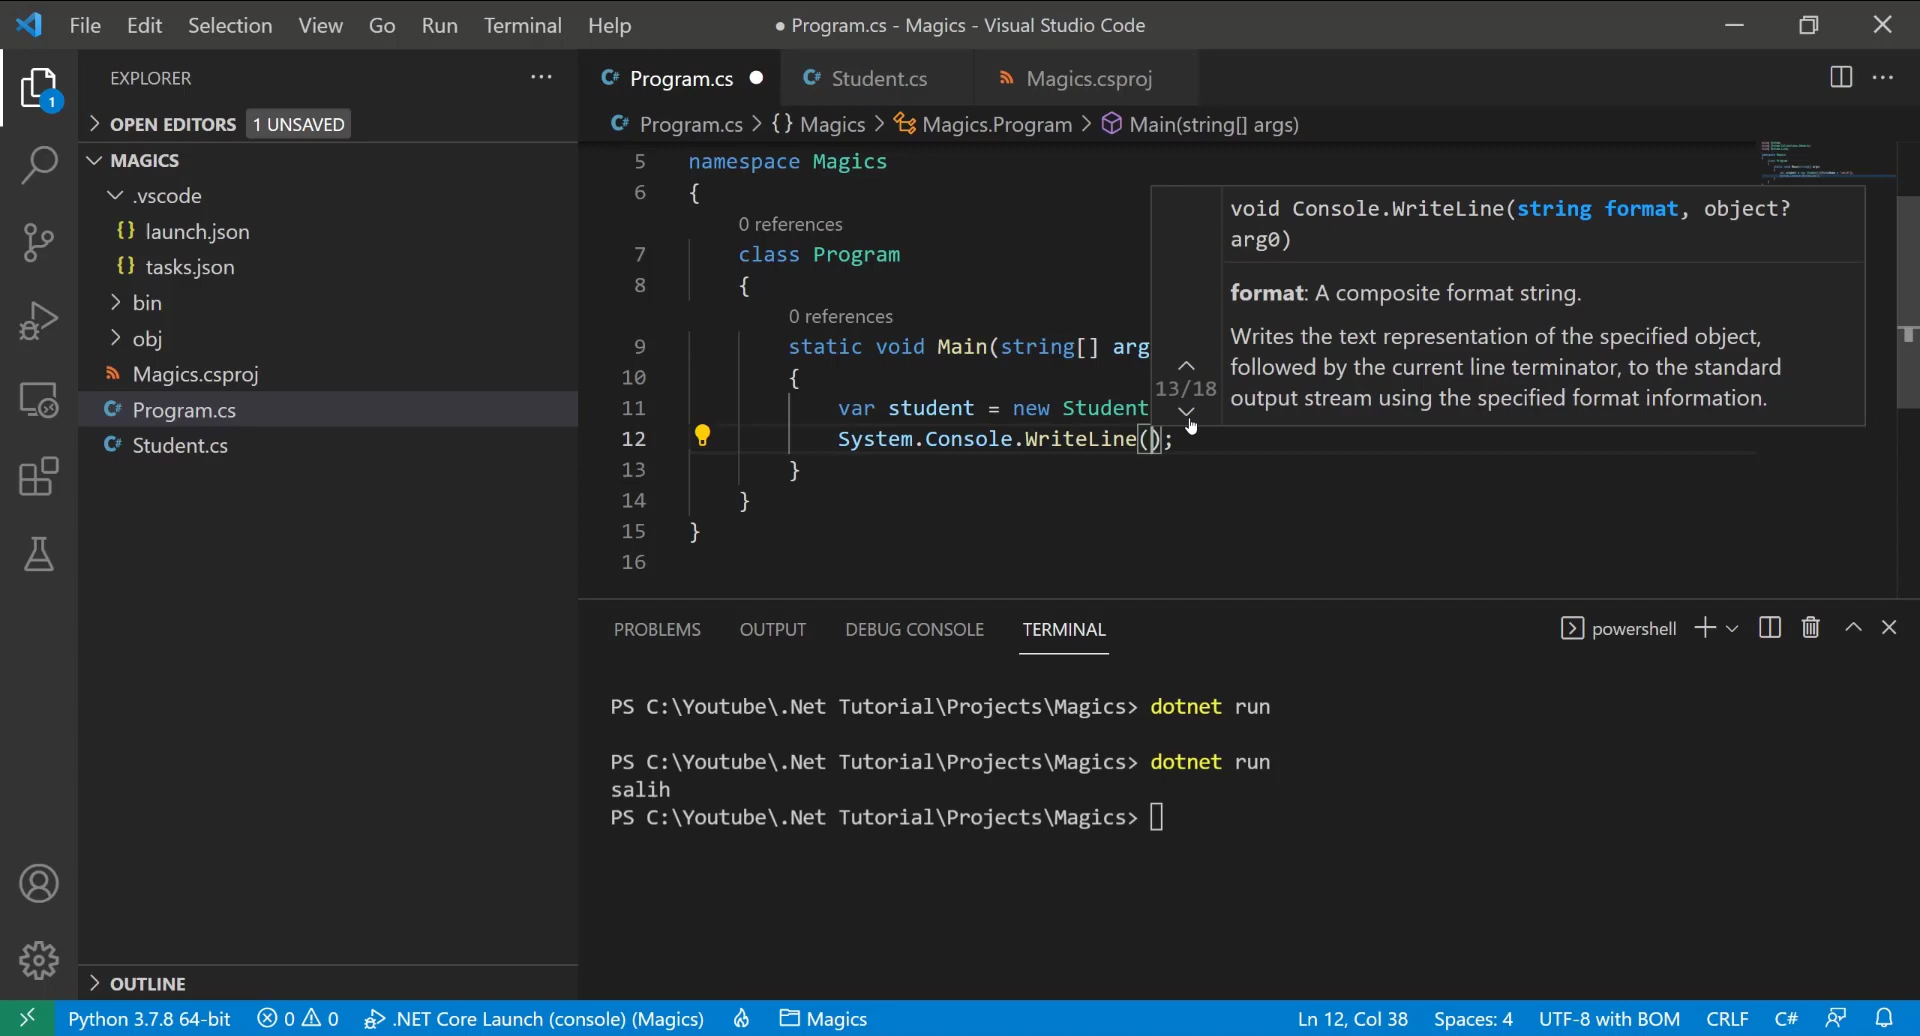 File Edit Selection View Go Run Terminal Help
● Program.cs - Magics - Visual Studio Code
EXPLORER
1
OPEN EDITORS 1 UNSAVED
MAGICS
.vscode
{} launch.json
{} tasks.json
bin
obj
Magics.csproj
C# Program.cs
C# Student.cs
OUTLINE
C# Program.cs ● C# Student.cs Magics.csproj
C# Program.cs > {} Magics > Magics.Program > Main(string[] args)
5 namespace Magics
6 {
0 references
7 class Program
8 {
0 references
9 static void Main(string[] arg
10 {
11 var student = new Student
12 System.Console.WriteLine();
13 }
14 }
15 }
16
13/18
void Console.WriteLine(string format, object?
arg0)
format: A composite format string.
Writes the text representation of the specified object,
followed by the current line terminator, to the standard
output stream using the specified format information.
PROBLEMS OUTPUT DEBUG CONSOLE TERMINAL
powershell
PS C:\Youtube\.Net Tutorial\Projects\Magics> dotnet run
PS C:\Youtube\.Net Tutorial\Projects\Magics> dotnet run
salih
PS C:\Youtube\.Net Tutorial\Projects\Magics>
Python 3.7.8 64-bit 0 0 .NET Core Launch (console) (Magics) Magics
Ln 12, Col 38 Spaces: 4 UTF-8 with BOM CRLF C#